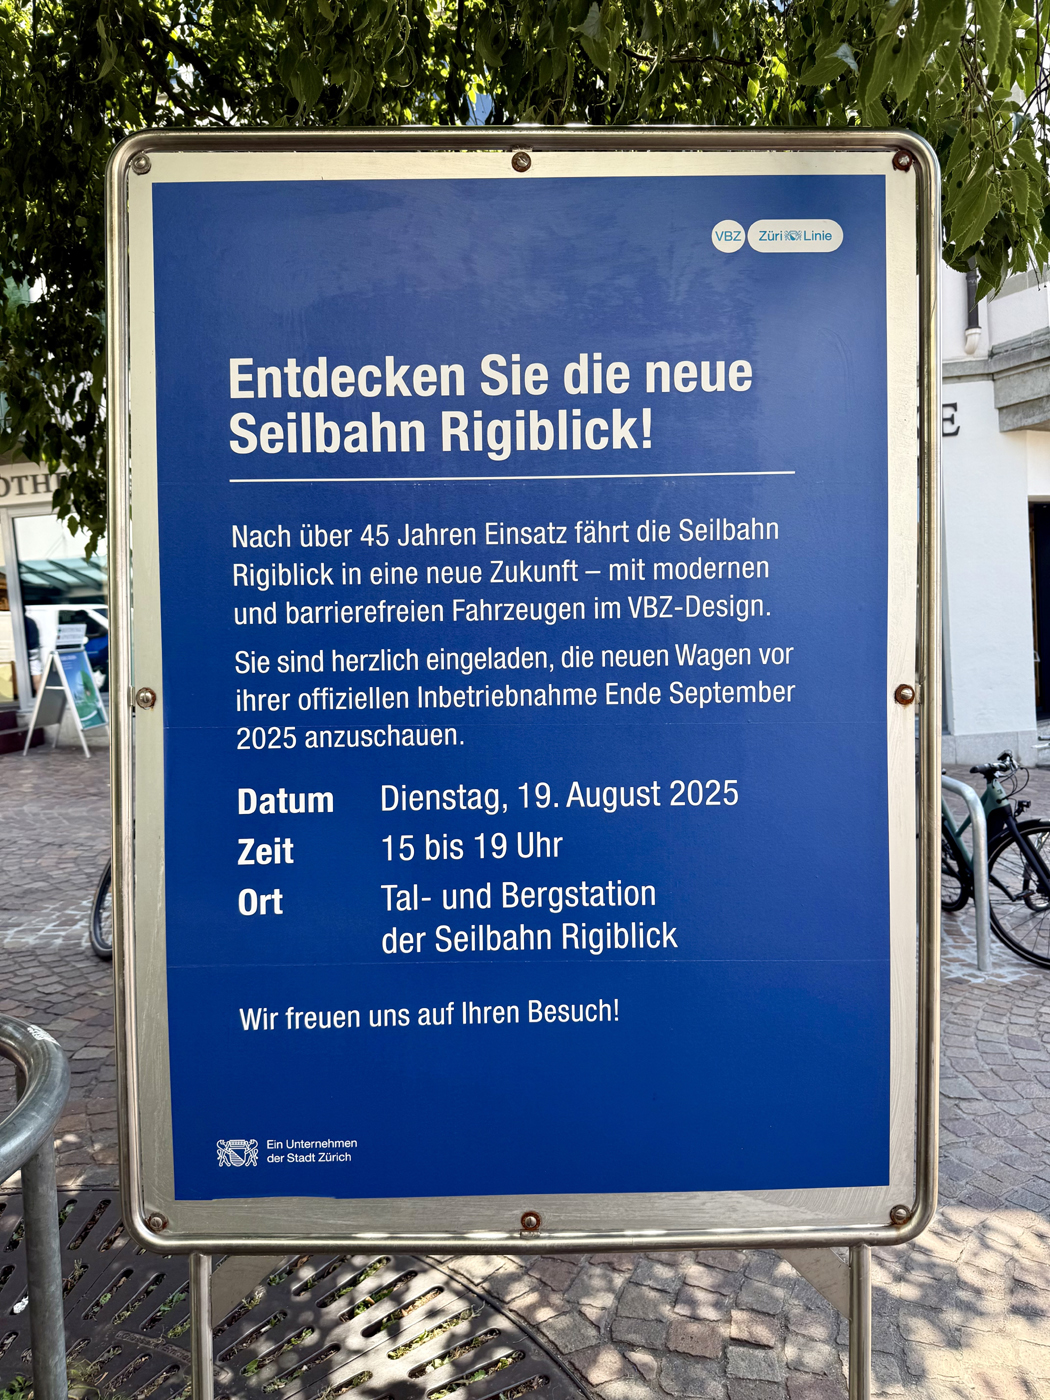 VBZ Züri Linie
Entdecken Sie die neue
Seilbahn Rigiblick!
Nach über 45 Jahren Einsatz fährt die Seilbahn
Rigiblick in eine neue Zukunft – mit modernen
und barrierefreien Fahrzeugen im VBZ-Design.
Sie sind herzlich eingeladen, die neuen Wagen vor
ihrer offiziellen Inbetriebnahme Ende September
2025 anzuschauen.
Datum Dienstag, 19. August 2025
Zeit 15 bis 19 Uhr
Ort Tal- und Bergstation
der Seilbahn Rigiblick
Wir freuen uns auf Ihren Besuch!
Ein Unternehmen
der Stadt Zürich